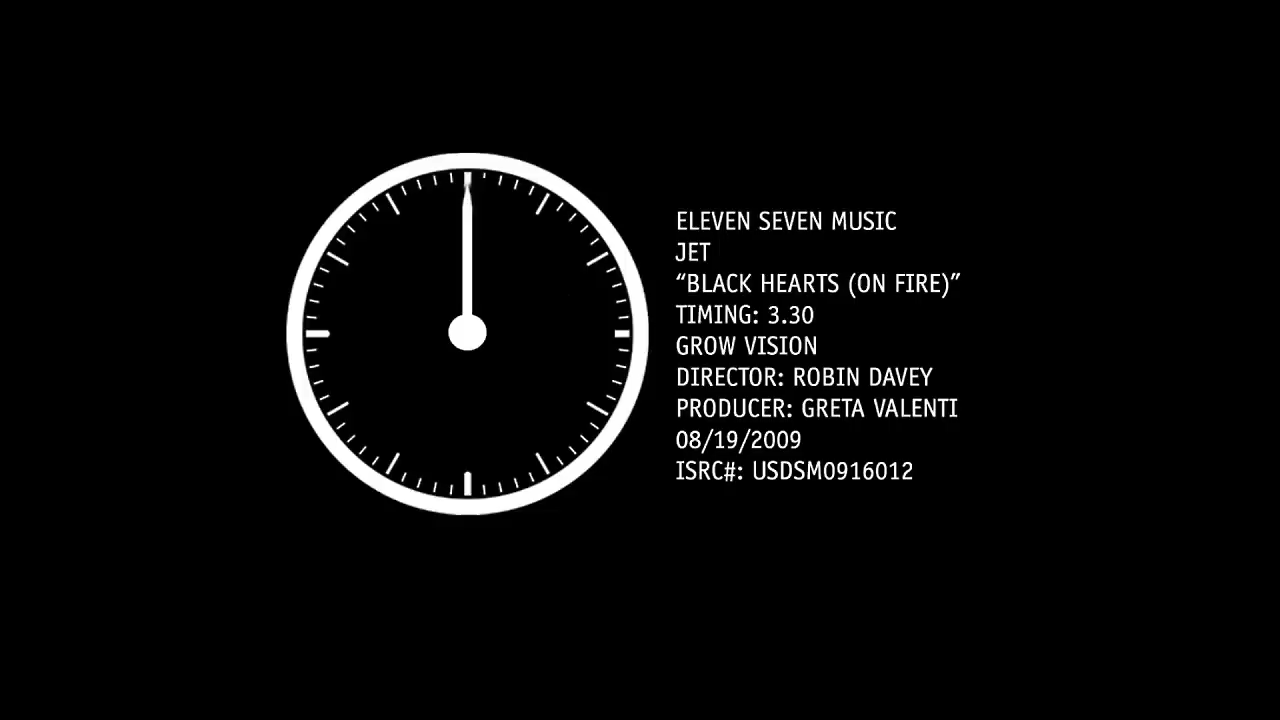 ELEVEN SEVEN MUSIC
JET
“BLACK HEARTS (ON FIRE)”
TIMING: 3.30
GROW VISION
DIRECTOR: ROBIN DAVEY
PRODUCER: GRETA VALENTI
08/19/2009
ISRC#: USDSM0916012